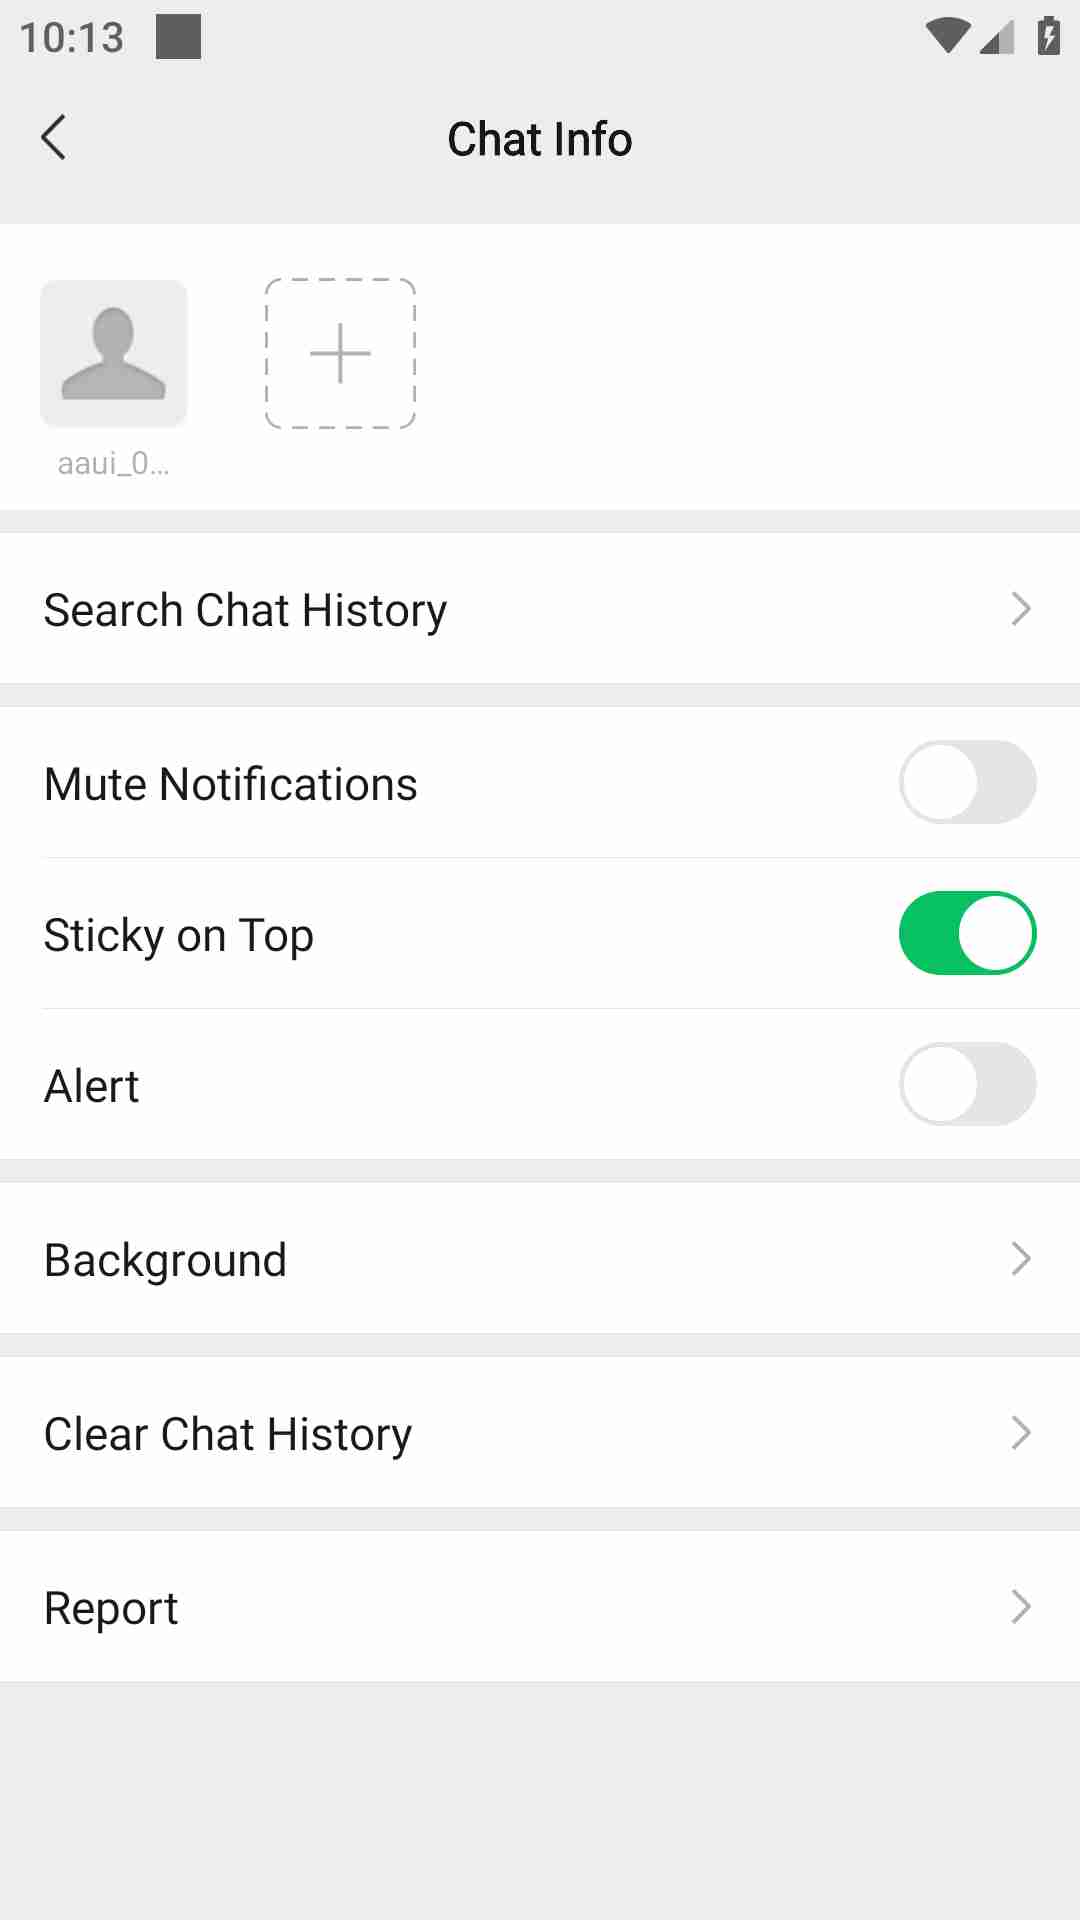 10:13
Chat Info
aaui_0...
Search Chat History
Mute Notifications
Sticky on Top
Alert
Background
Clear Chat History
Report